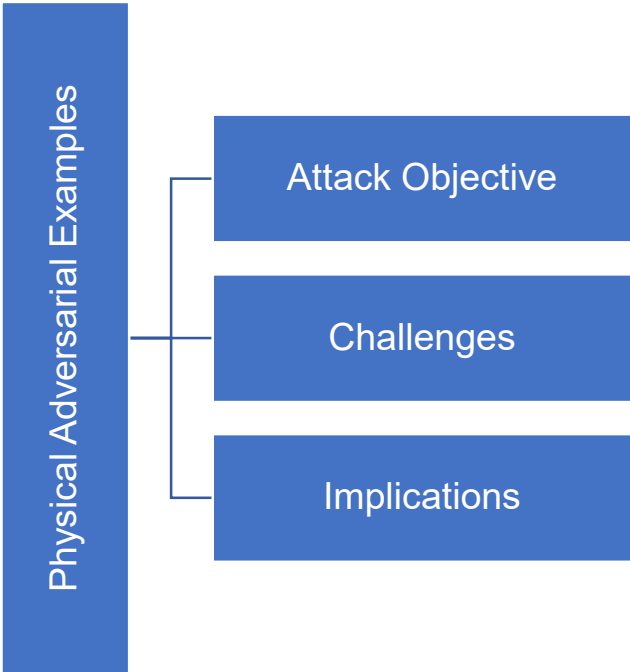 Physical Adversarial Examples
Attack Objective
Challenges
Implications